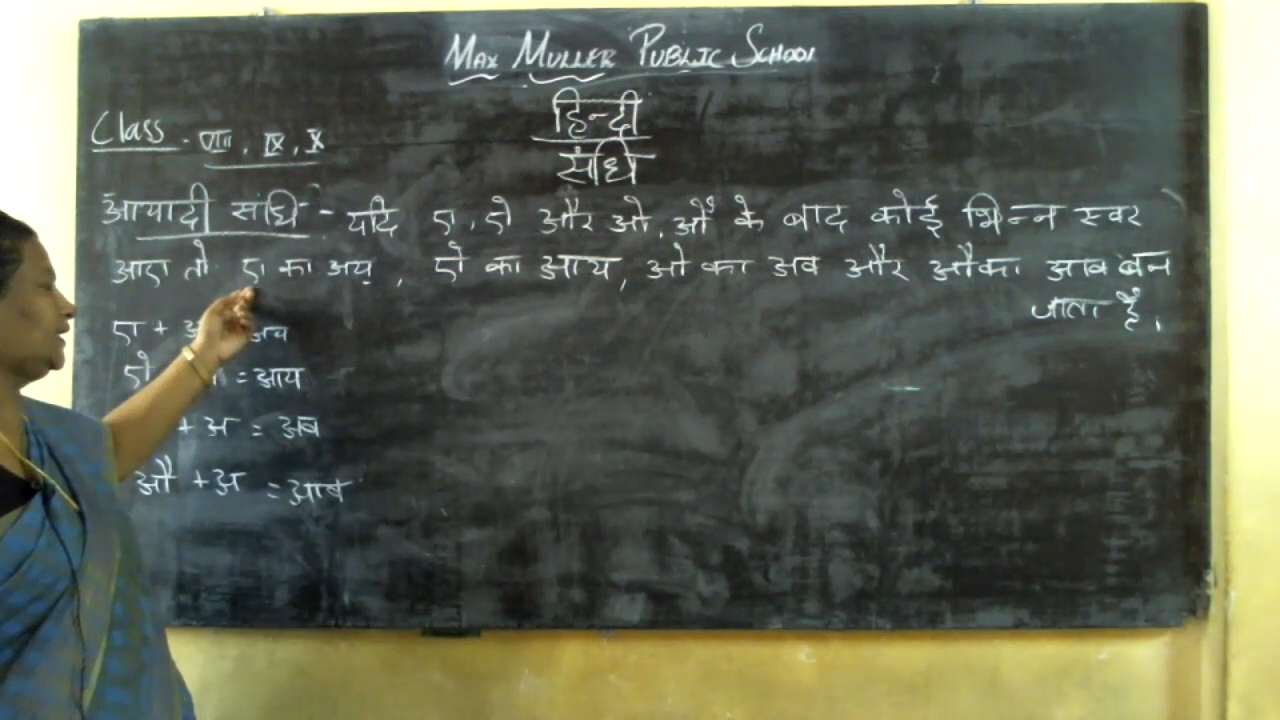 MAX MULLER PUBLIC SCHOOL
हिन्दी
Class - VIII, IX, X
संधि
आयादी संधि - यदि ए, ऐ और ओ, औ के बाद कोई भिन्न स्वर
आए तो ए का अय, ऐ का आय, ओ का अव और औ का आव बन
जाता है,
ए + अय
ऐ = आय
+ अ = अव
औ + अ = आव